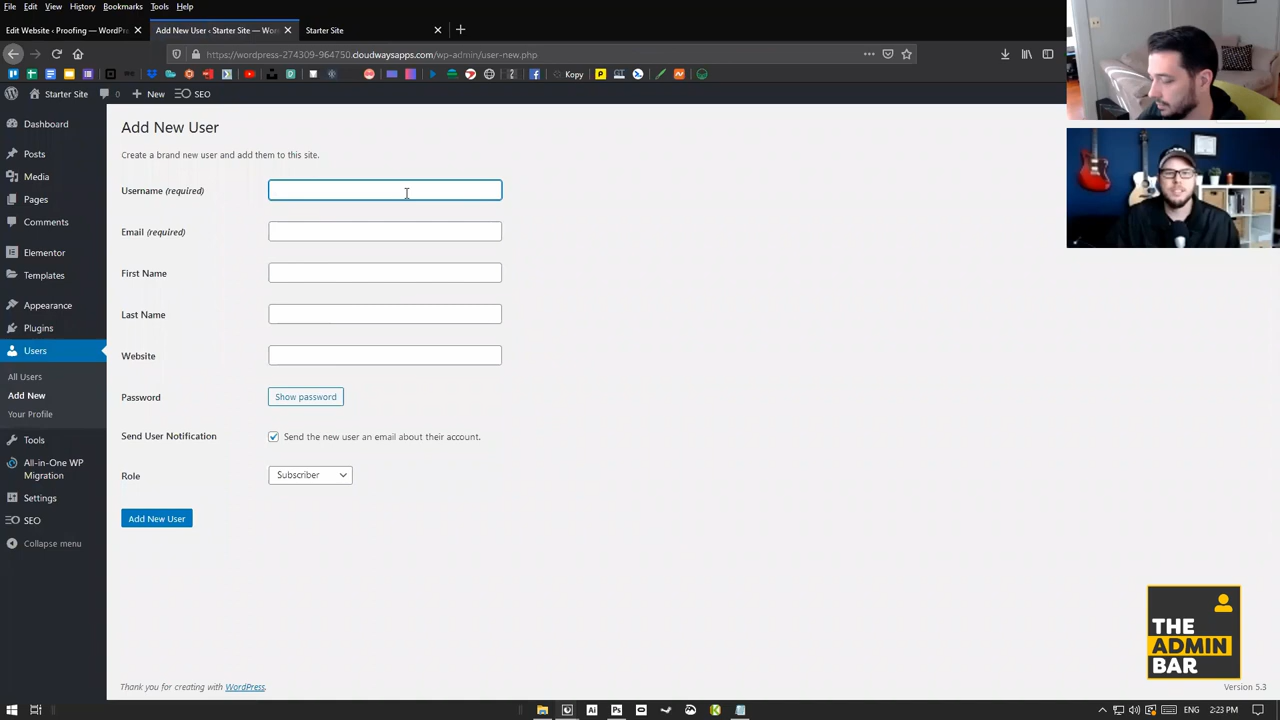 File Edit View History Bookmarks Tools Help
Edit Website ‹ Proofing — WordPr
Add New User ‹ Starter Site — Wor
Starter Site
https://wordpress-274309-964750.cloudwaysapps.com/wp-admin/user-new.php
Kopy
Starter Site 0 New SEO
Dashboard
Posts
Media
Pages
Comments
Elementor
Templates
Appearance
Plugins
Users
All Users
Add New
Your Profile
Tools
All-in-One WP
Migration
Settings
SEO
Collapse menu
Add New User
Create a brand new user and add them to this site.
Username (required)
Email (required)
First Name
Last Name
Website
Password Show password
Send User Notification Send the new user an email about their account.
Role Subscriber
Add New User
THE
ADMIN
BAR
Thank you for creating with WordPress.
Version 5.3
Ai Ps
ENG 2:23 PM